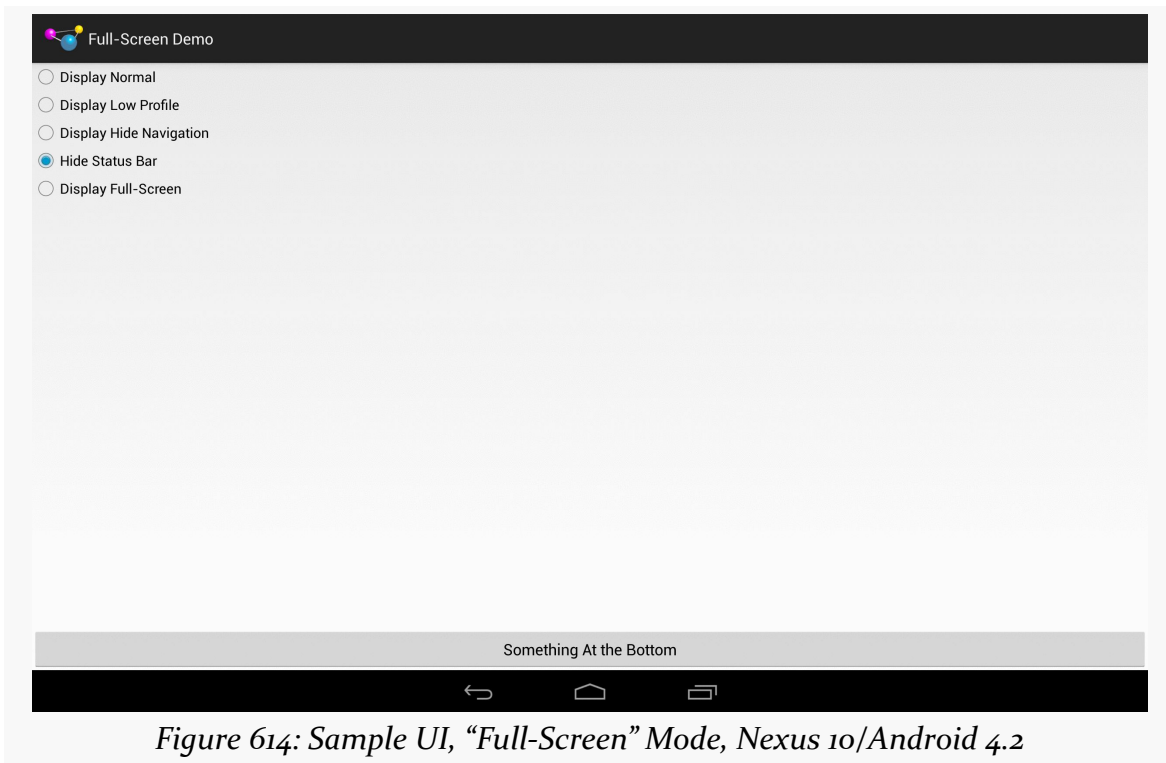 Full-Screen Demo
Display Normal
Display Low Profile
Display Hide Navigation
Hide Status Bar
Display Full-Screen
Something At the Bottom
Figure 614: Sample UI, “Full-Screen” Mode, Nexus 10/Android 4.2